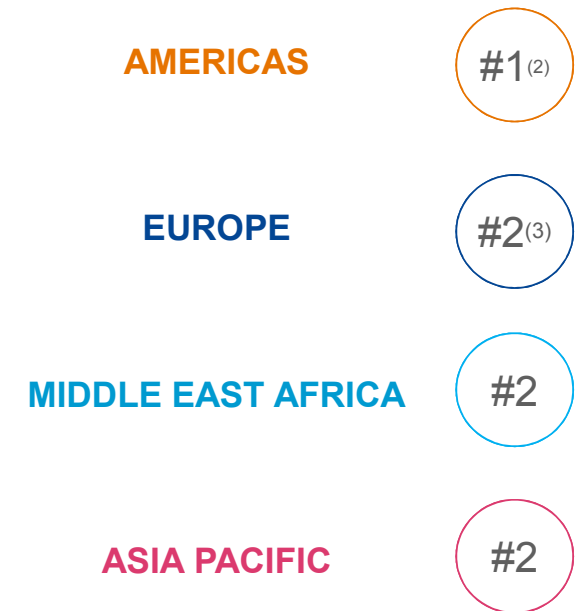 AMERICAS #1(2)
EUROPE #2(3)
MIDDLE EAST AFRICA #2
ASIA PACIFIC #2